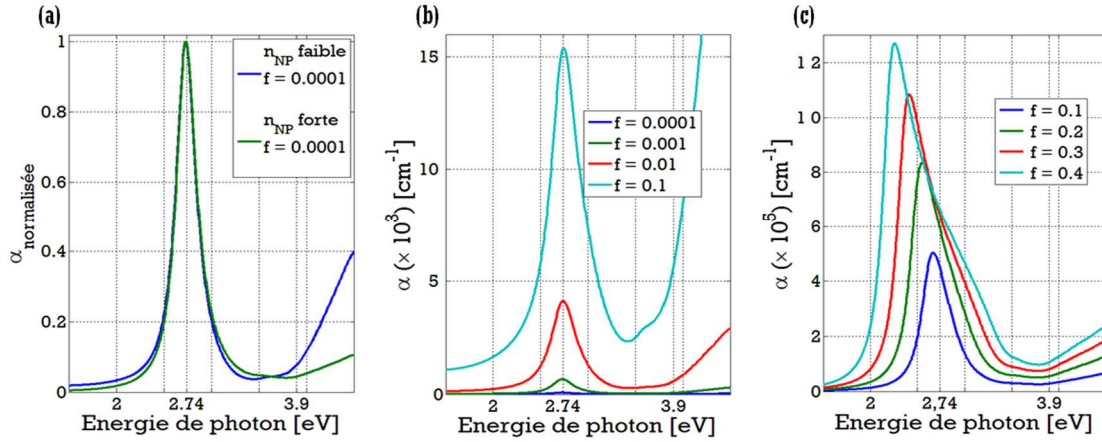 (a)
1
0.8
0.6
0.4
0.2
0
α normalisée
n NP faible
f = 0.0001
n NP forte
f = 0.0001
2
2.74
3.9
Energie de photon [eV]
(b)
15
10
5
0
α (× 10³) [cm⁻¹]
f = 0.0001
f = 0.001
f = 0.01
f = 0.1
2
2.74
3.9
Energie de photon [eV]
(c)
12
10
8
6
4
2
0
α (× 10⁵) [cm⁻¹]
f = 0.1
f = 0.2
f = 0.3
f = 0.4
2
2,74
3.9
Energie de photon [eV]